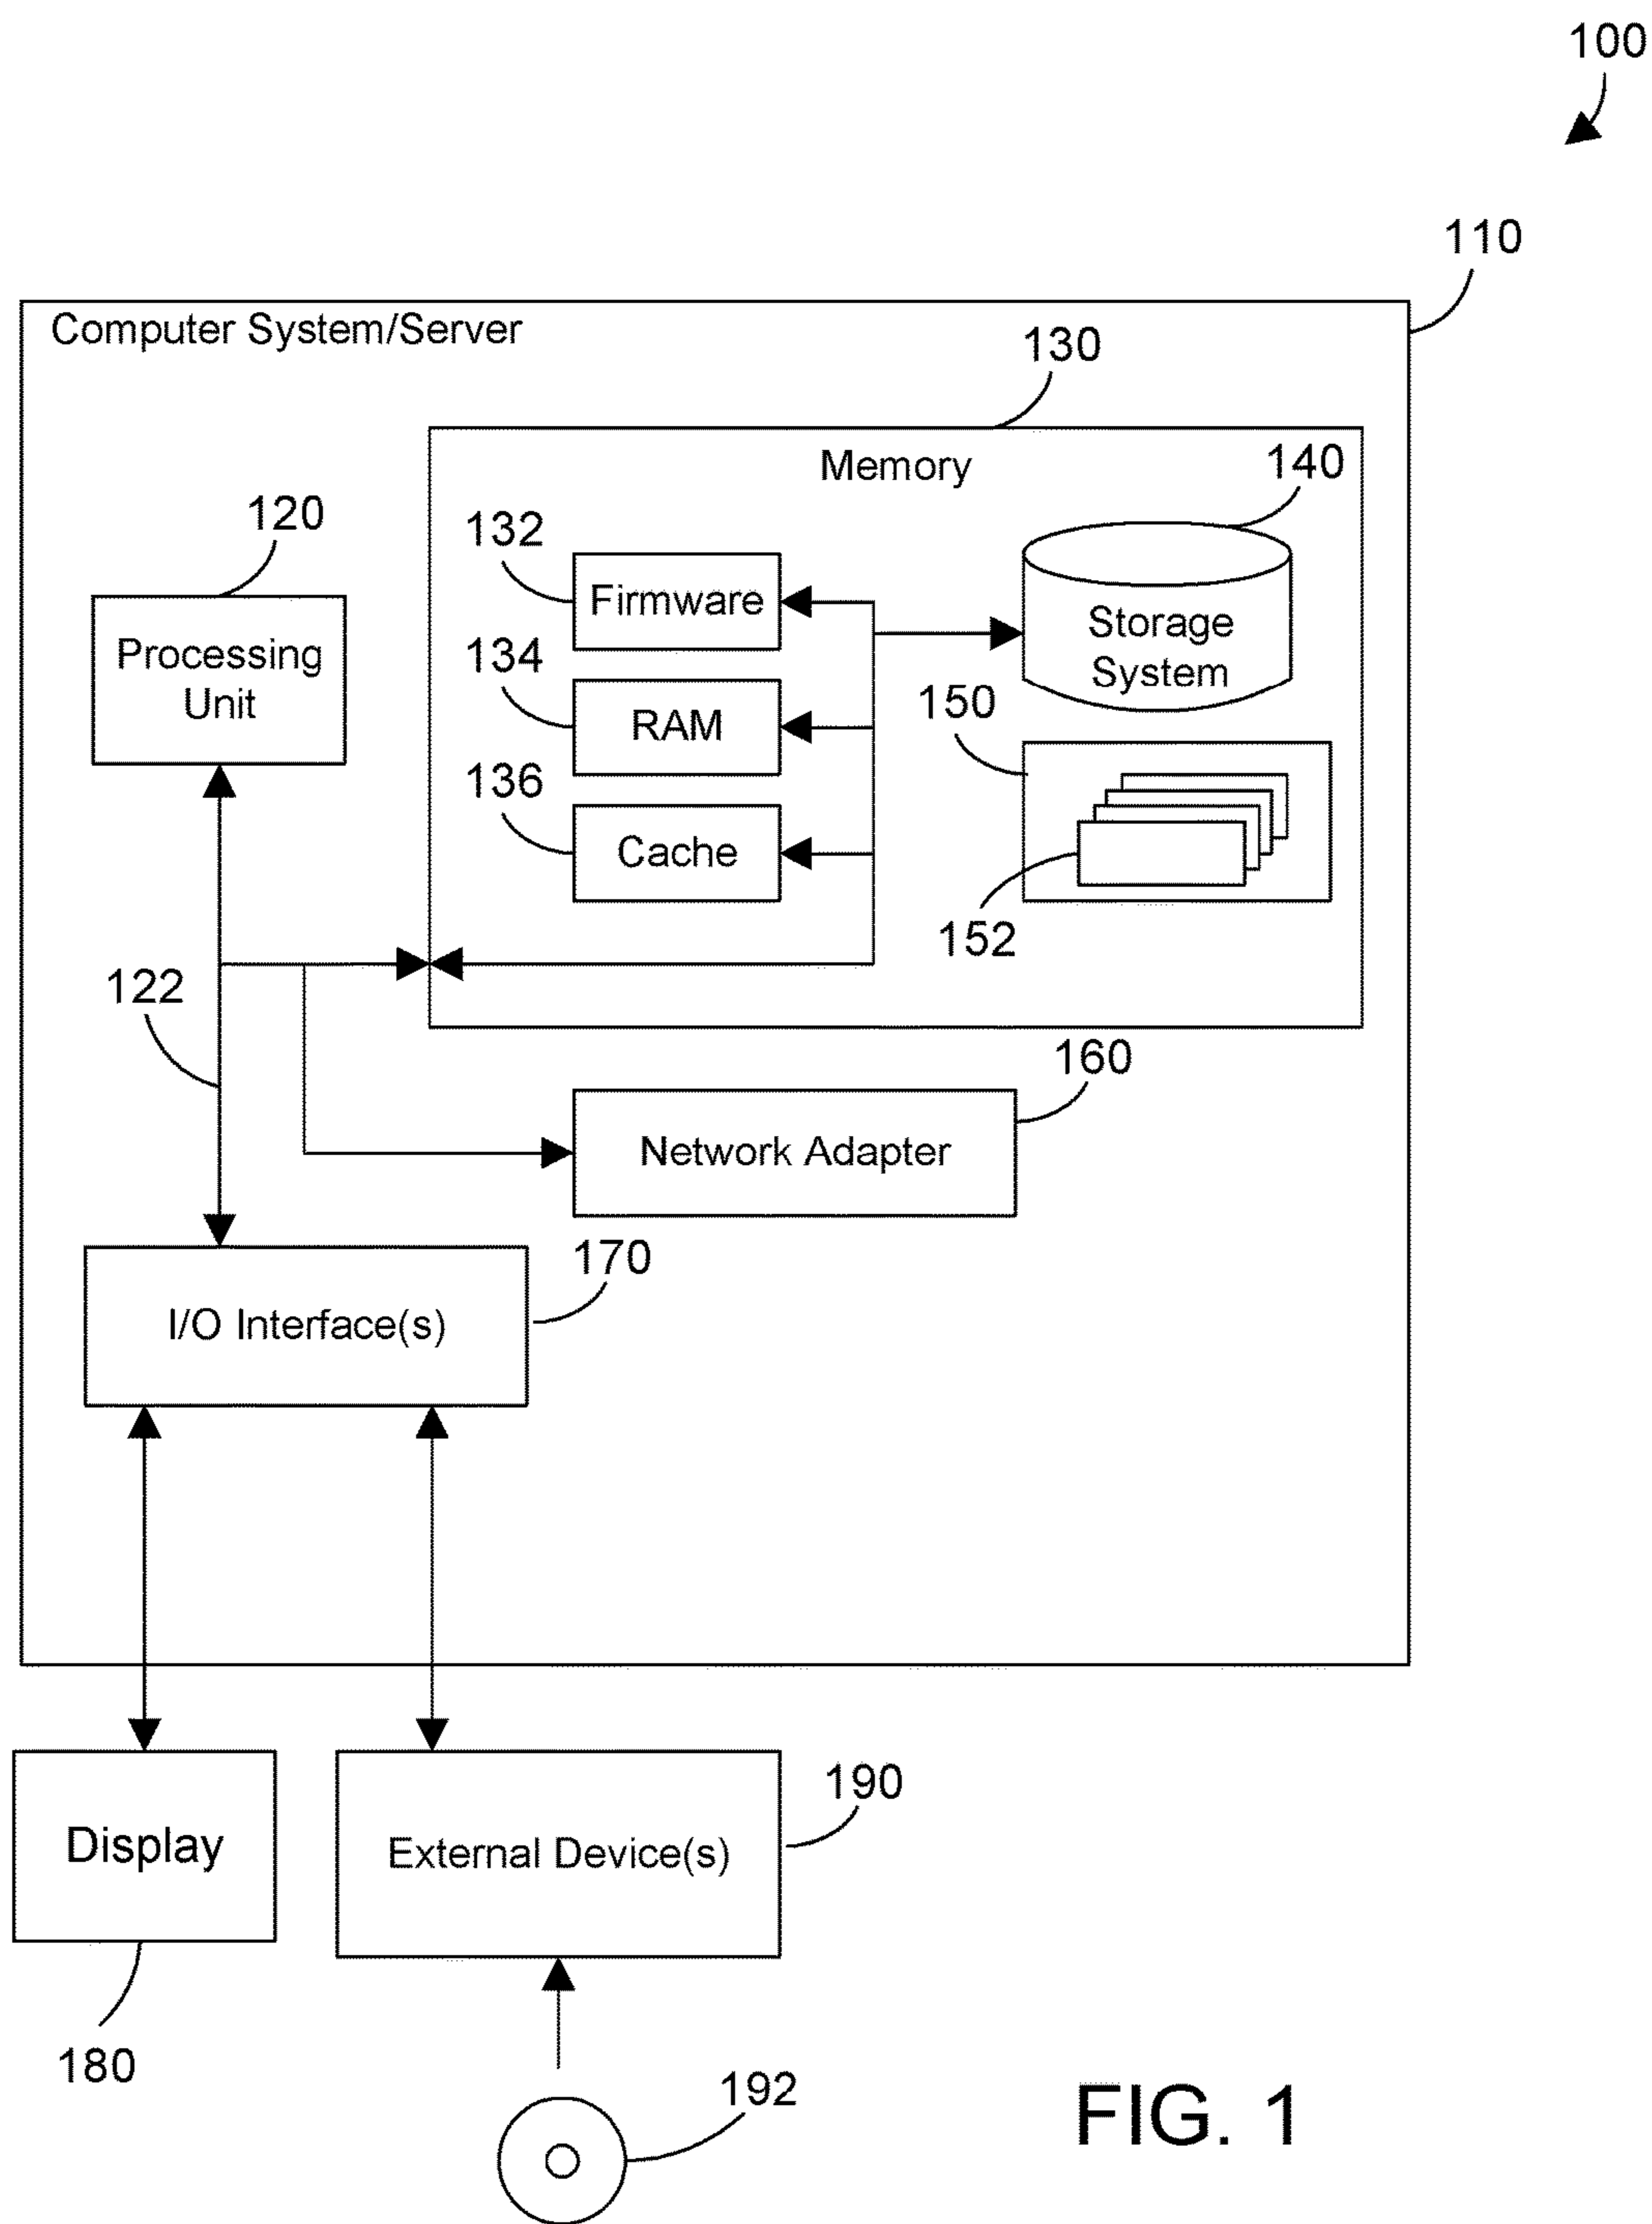 100
110
Computer System/Server
130
Memory
140
120
132
Firmware
Storage
System
Processing
Unit
134
RAM
150
136
Cache
152
122
160
Network Adapter
170
I/O Interface(s)
190
Display
External Device(s)
180
192
FIG. 1